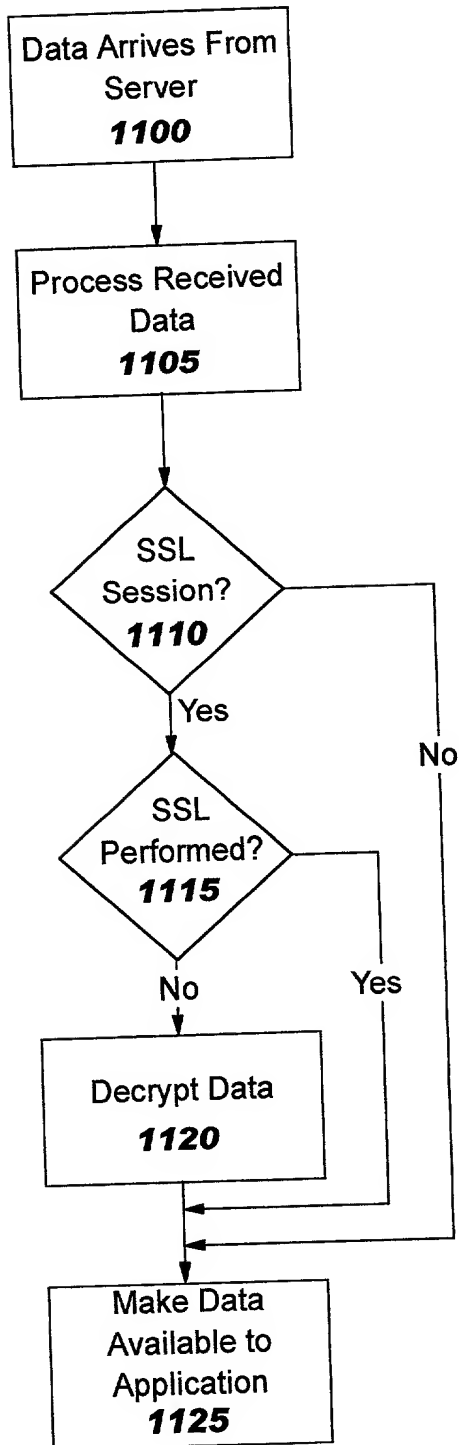 Data Arrives From
Server
1100
Process Received
Data
1105
SSL
Session?
1110
Yes
No
SSL
Performed?
1115
No
Yes
Decrypt Data
1120
Make Data
Available to
Application
1125